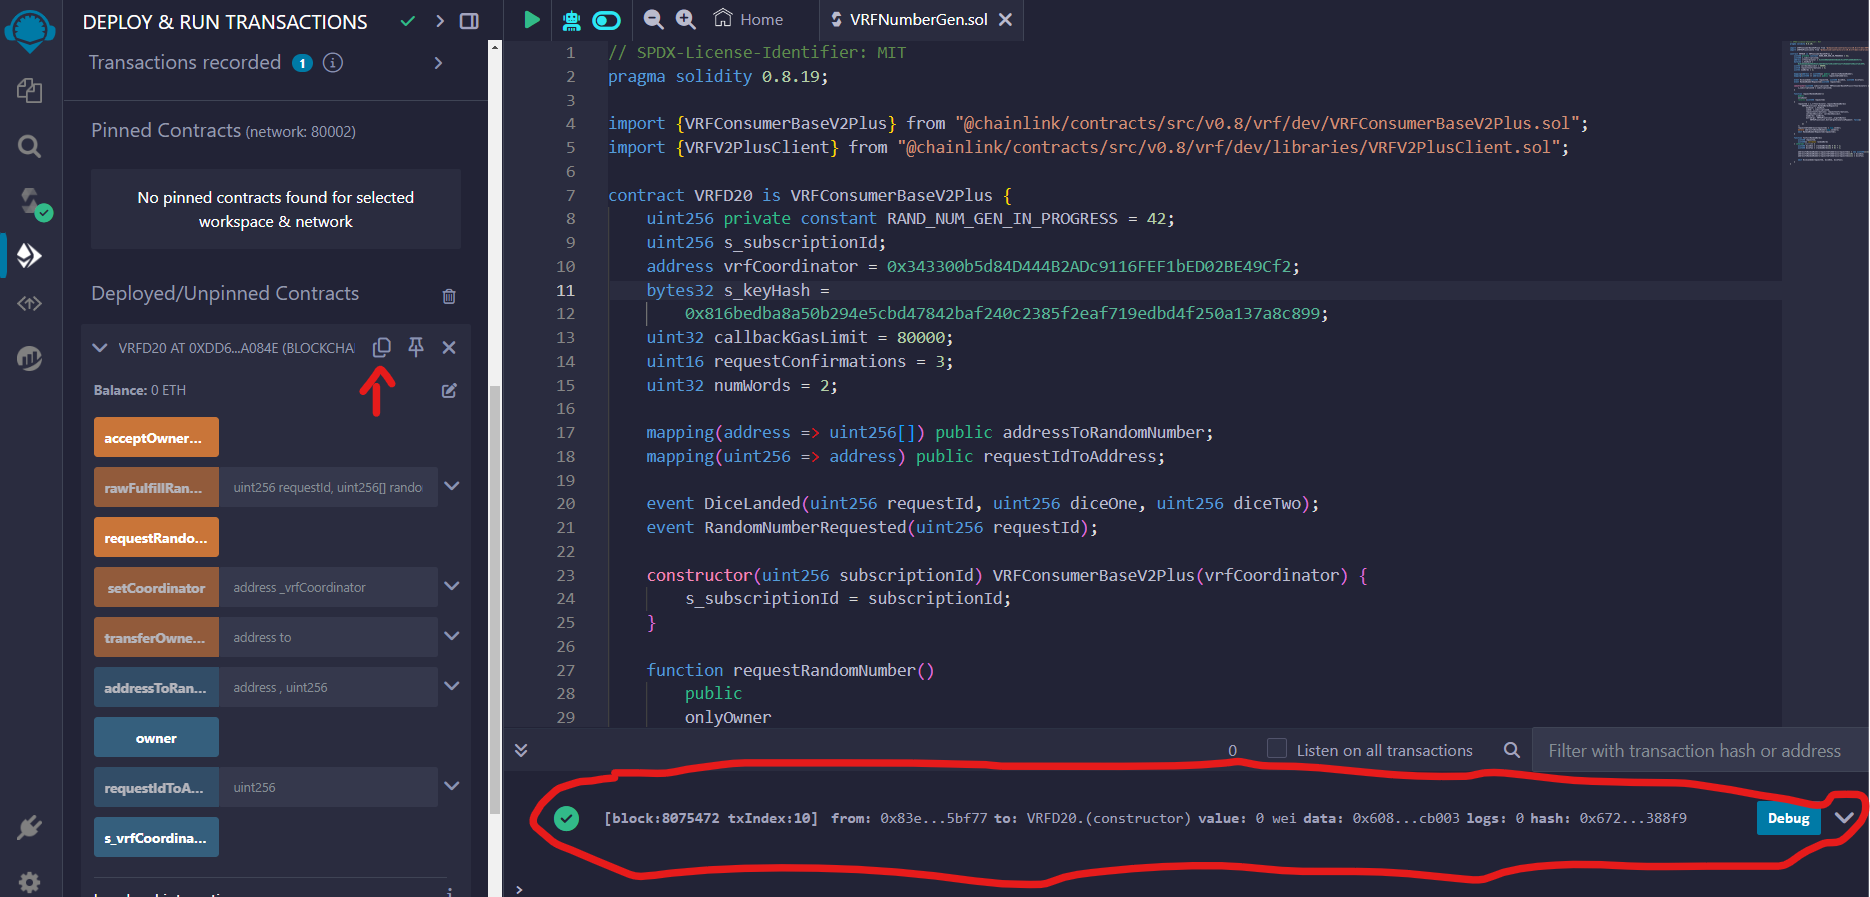 DEPLOY & RUN TRANSACTIONS
Transactions recorded 1
Pinned Contracts (network: 80002)
No pinned contracts found for selected
workspace & network
Deployed/Unpinned Contracts
VRFD20 AT 0XDD6...A084E (BLOCKCHA
Balance: 0 ETH
acceptOwner...
rawFulfillRan... uint256 requestId, uint256[] rando
requestRando...
setCoordinator address _vrfCoordinator
transferOwne... address to
addressToRan... address , uint256
owner
requestIdToA... uint256
s_vrfCoordina...
Home
VRFNumberGen.sol
1 // SPDX-License-Identifier: MIT
2 pragma solidity 0.8.19;
3
4 import {VRFConsumerBaseV2Plus} from "@chainlink/contracts/src/v0.8/vrf/dev/VRFConsumerBaseV2Plus.sol";
5 import {VRFV2PlusClient} from "@chainlink/contracts/src/v0.8/vrf/dev/libraries/VRFV2PlusClient.sol";
6
7 contract VRFD20 is VRFConsumerBaseV2Plus {
8 uint256 private constant RAND_NUM_GEN_IN_PROGRESS = 42;
9 uint256 s_subscriptionId;
10 address vrfCoordinator = 0x343300b5d84D444B2ADc9116FEF1bED02BE49Cf2;
11 bytes32 s_keyHash =
12 0x816bedba8a50b294e5cbd47842baf240c2385f2eaf719edbd4f250a137a8c899;
13 uint32 callbackGasLimit = 80000;
14 uint16 requestConfirmations = 3;
15 uint32 numWords = 2;
16
17 mapping(address => uint256[]) public addressToRandomNumber;
18 mapping(uint256 => address) public requestIdToAddress;
19
20 event DiceLanded(uint256 requestId, uint256 diceOne, uint256 diceTwo);
21 event RandomNumberRequested(uint256 requestId);
22
23 constructor(uint256 subscriptionId) VRFConsumerBaseV2Plus(vrfCoordinator) {
24 s_subscriptionId = subscriptionId;
25 }
26
27 function requestRandomNumber()
28 public
29 onlyOwner
0 Listen on all transactions Filter with transaction hash or address
[block:8075472 txIndex:10] from: 0x83e...5bf77 to: VRFD20.(constructor) value: 0 wei data: 0x608...cb003 logs: 0 hash: 0x672...388f9 Debug
>